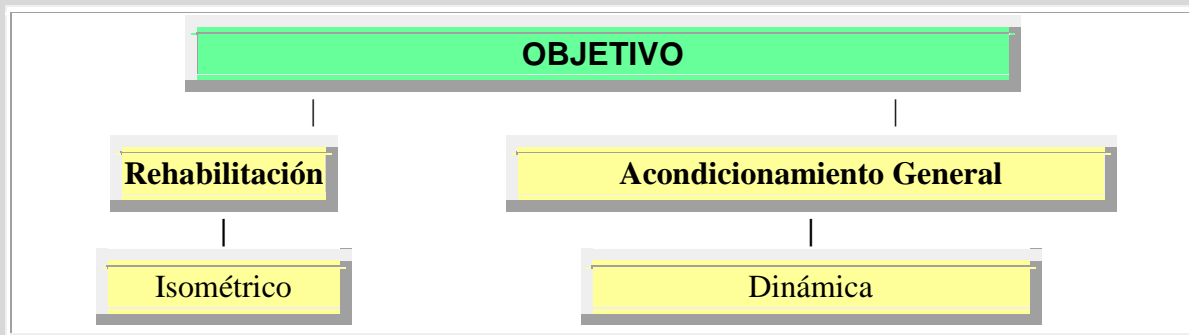 OBJETIVO
Rehabilitación
Acondicionamiento General
Isométrico
Dinámica